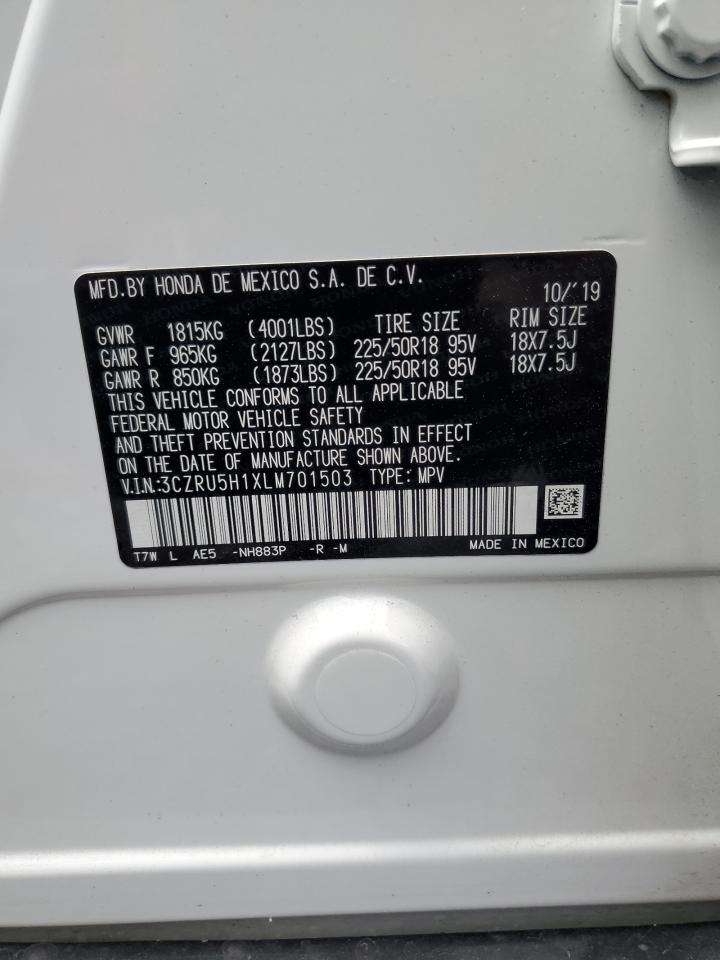 MFD.BY HONDA DE MEXICO S.A. DE C.V.
10/'19
GVWR 1815KG (4001LBS) TIRE SIZE RIM SIZE
GAWR F 965KG (2127LBS) 225/50R18 95V 18X7.5J
GAWR R 850KG (1873LBS) 225/50R18 95V 18X7.5J
THIS VEHICLE CONFORMS TO ALL APPLICABLE
FEDERAL MOTOR VEHICLE SAFETY
AND THEFT PREVENTION STANDARDS IN EFFECT
ON THE DATE OF MANUFACTURE SHOWN ABOVE.
V.I.N.:3CZRU5H1XLM701503 TYPE: MPV
T7W L AE5 -NH883P -R -M MADE IN MEXICO